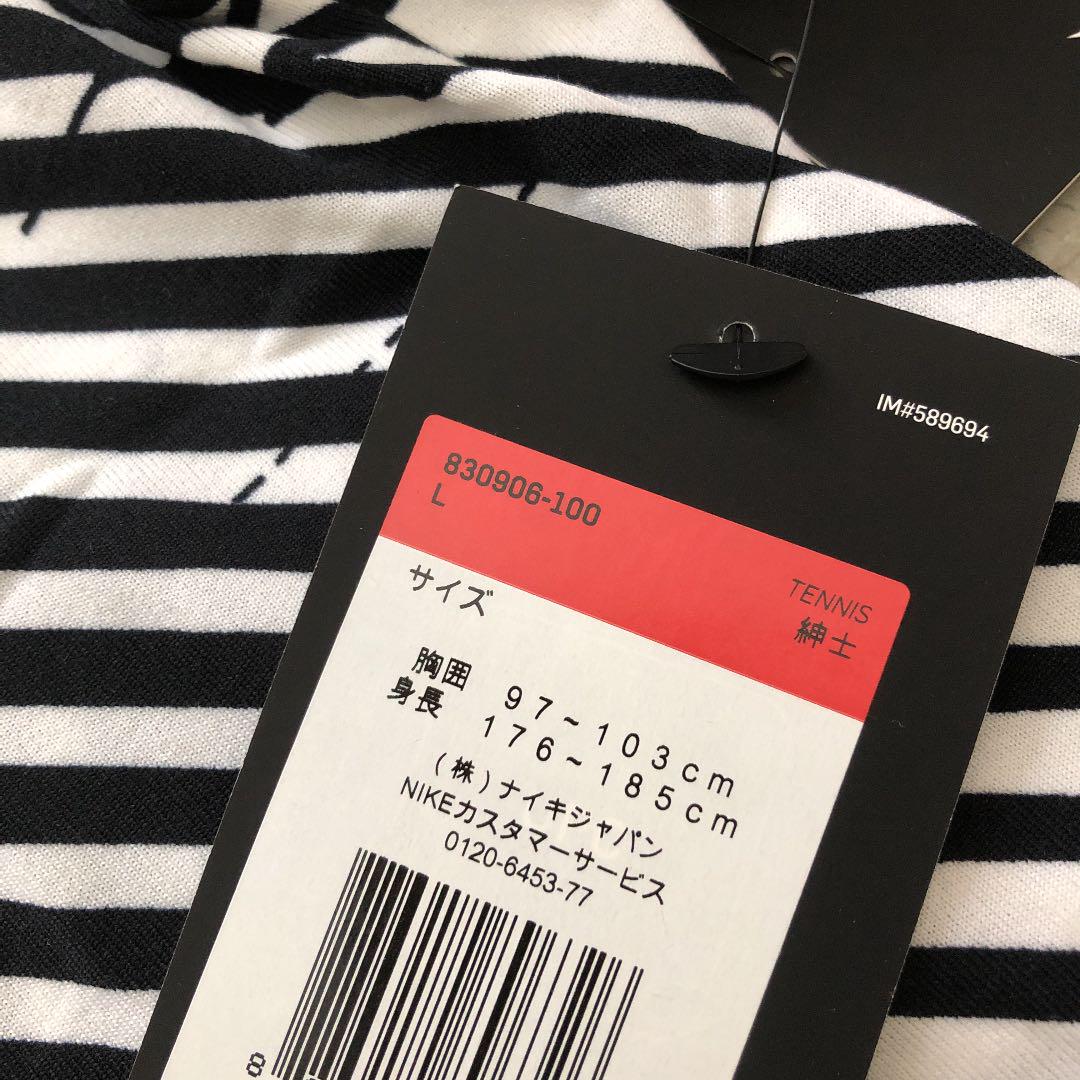 IM#589694
830906-100
L
TENNIS
紳士
サイズ
胸囲 97~103cm
身長 176~185cm
(株)ナイキジャパン
NIKEカスタマーサービス
0120-6453-77
8